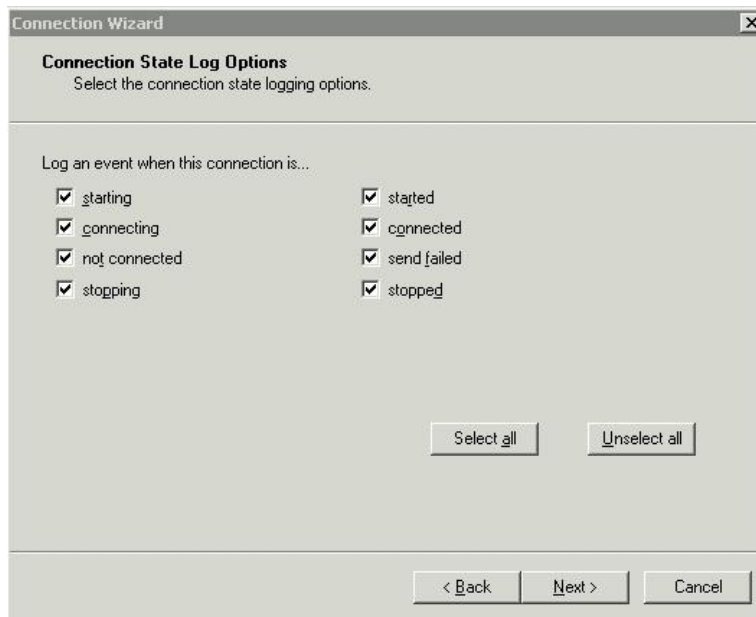 Connection Wizard
Connection State Log Options
Select the connection state logging options.
Log an event when this connection is...
starting started
connecting connected
not connected send failed
stopping stopped
Select all Unselect all
< Back Next > Cancel